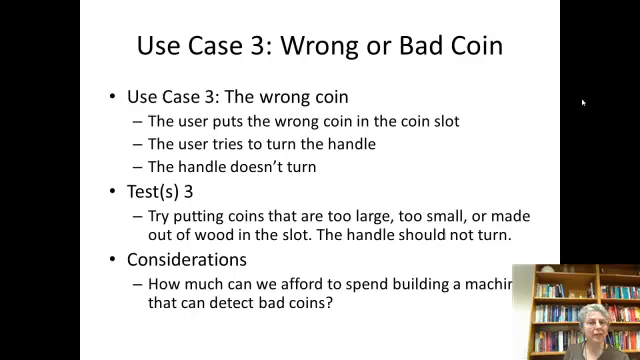 Use Case 3: Wrong or Bad Coin
• Use Case 3: The wrong coin
– The user puts the wrong coin in the coin slot
– The user tries to turn the handle
– The handle doesn't turn
• Test(s) 3
– Try putting coins that are too large, too small, or made
out of wood in the slot. The handle should not turn.
• Considerations
– How much can we afford to spend building a machin
that can detect bad coins?